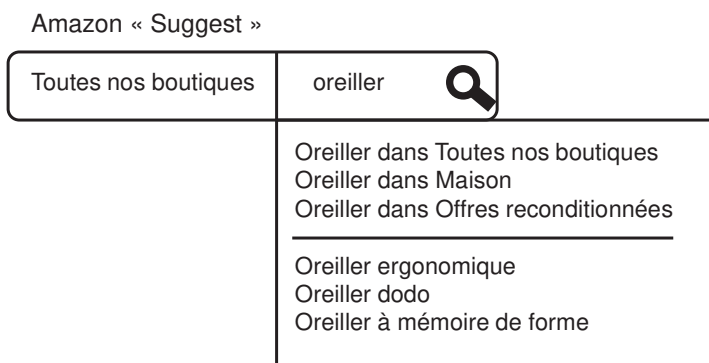 Amazon « Suggest »
Toutes nos boutiques
oreiller
Oreiller dans Toutes nos boutiques
Oreiller dans Maison
Oreiller dans Offres reconditionnées
Oreiller ergonomique
Oreiller dodo
Oreiller à mémoire de forme